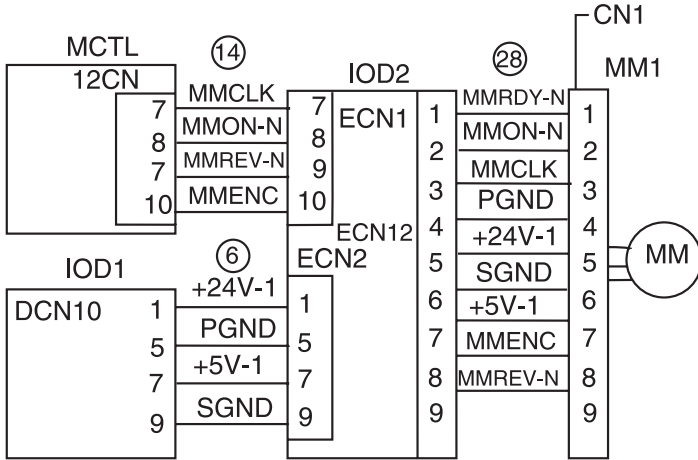 CN1
MCTL
14
IOD2
28
MM1
12CN
7 MMCLK 7 ECN1 1 MMRDY-N 1
8 MMON-N 8 2 MMON-N 2
7 MMREV-N 9 3 MMCLK 3
10 MMENC 10 4 PGND 4
ECN12
IOD1
6
ECN2
5 +24V-1 5
MM
DCN10 1 +24V-1 1 6 SGND 6
5 PGND 5 7 +5V-1 7
7 +5V-1 7 8 MMENC 8
9 SGND 9 9 MMREV-N 9